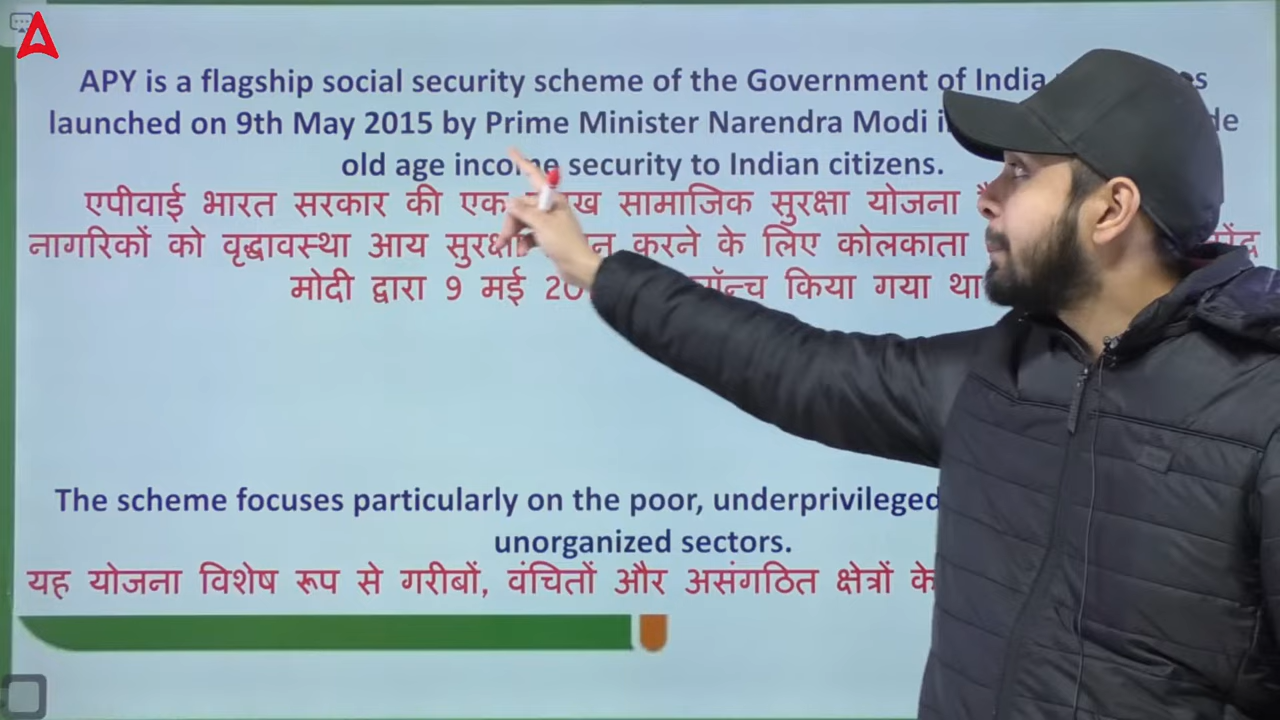 APY is a flagship social security scheme of the Government of India
launched on 9th May 2015 by Prime Minister Narendra Modi
old age income security to Indian citizens.
एपीवाई भारत सरकार की एक सामाजिक सुरक्षा योजना
नागरिकों को वृद्धावस्था आय सुरक्षा करने के लिए कोलकाता
मोदी द्वारा 9 मई किया गया था
The scheme focuses particularly on the poor, underprivileged
unorganized sectors.
यह योजना विशेष रूप से गरीबों, वंचितों और असंगठित क्षेत्रों के